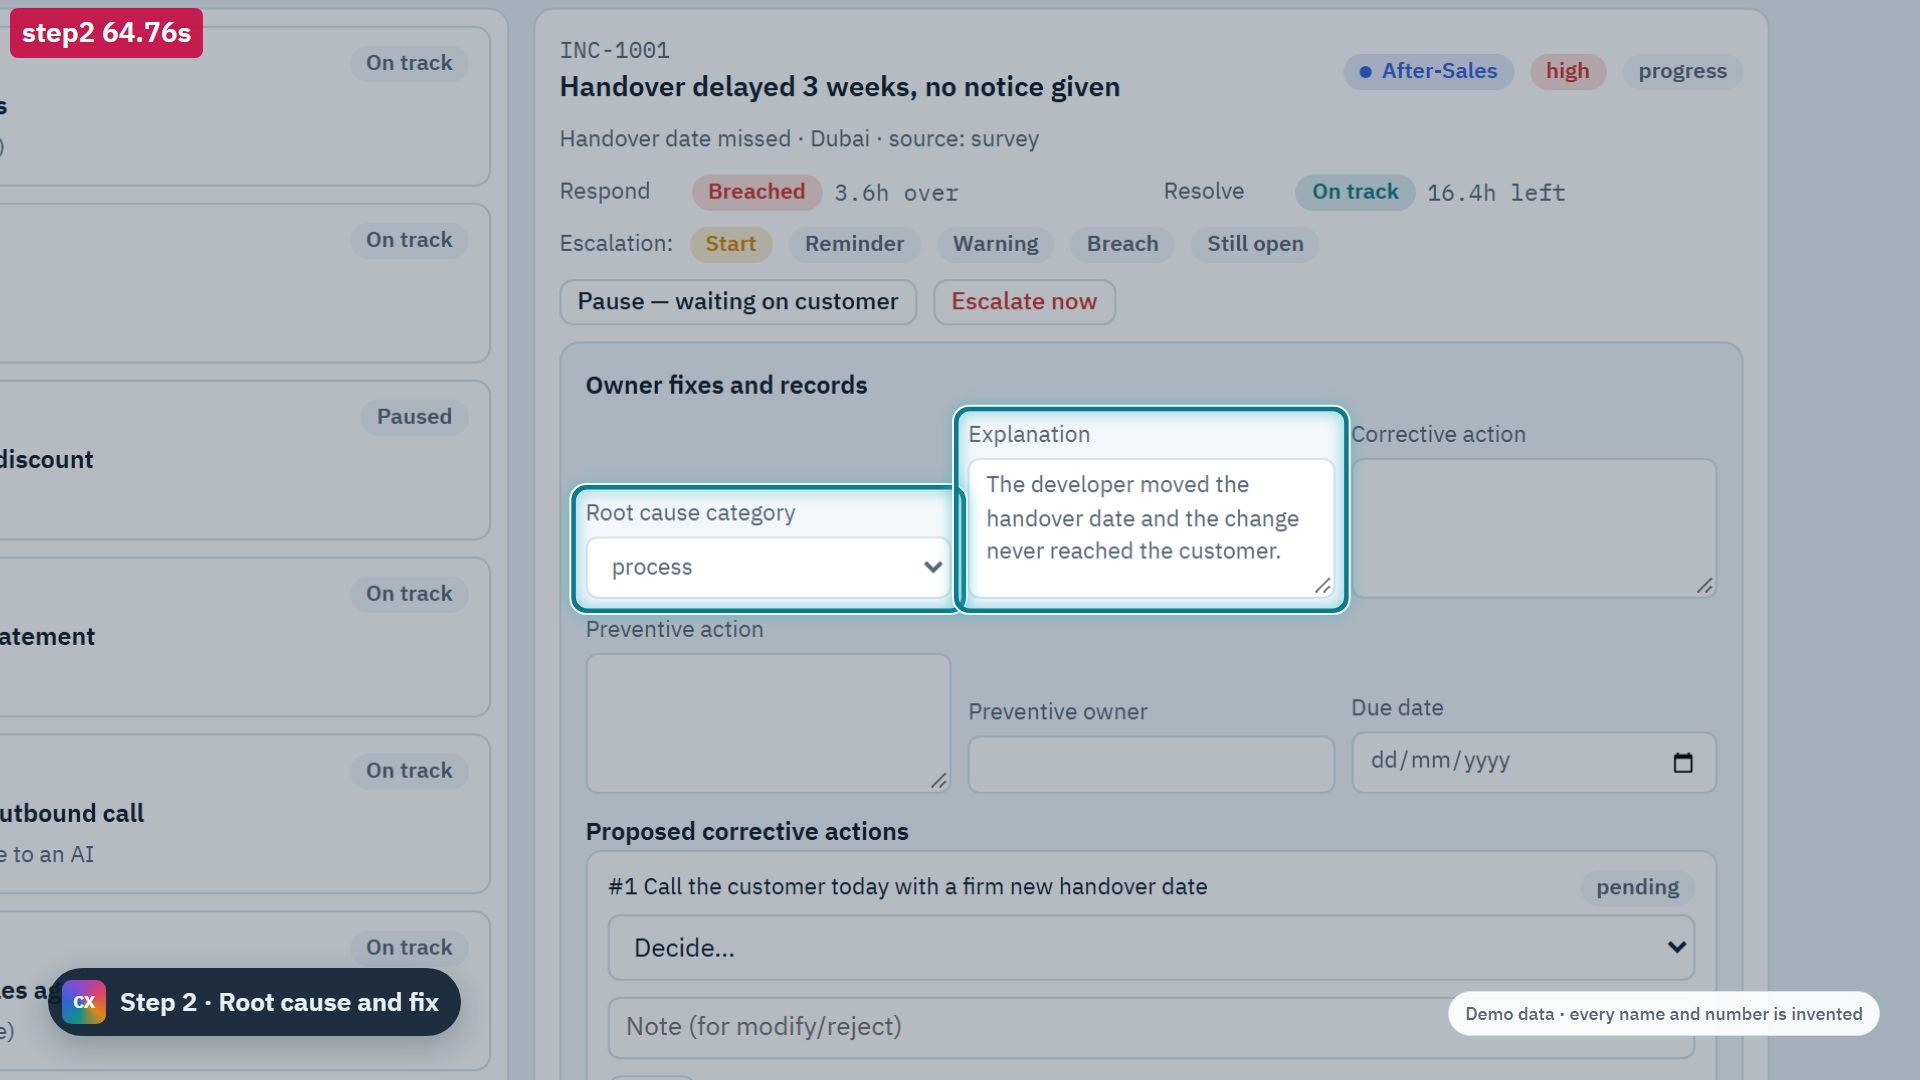 step2 64.76s
On track
s
)
On track
Paused
discount
On track
atement
On track
utbound call
e to an AI
On track
les ag
e)
INC-1001
Handover delayed 3 weeks, no notice given
After-Sales
high
progress
Handover date missed · Dubai · source: survey
Respond
Breached
3.6h over
Resolve
On track
16.4h left
Escalation:
Start
Reminder
Warning
Breach
Still open
Pause — waiting on customer
Escalate now
Owner fixes and records
Root cause category
process
Explanation
The developer moved the
handover date and the change
never reached the customer.
Corrective action
Preventive action
Preventive owner
Due date
dd/mm/yyyy
Proposed corrective actions
#1 Call the customer today with a firm new handover date
pending
Decide...
Note (for modify/reject)
CX
Step 2 · Root cause and fix
Demo data · every name and number is invented